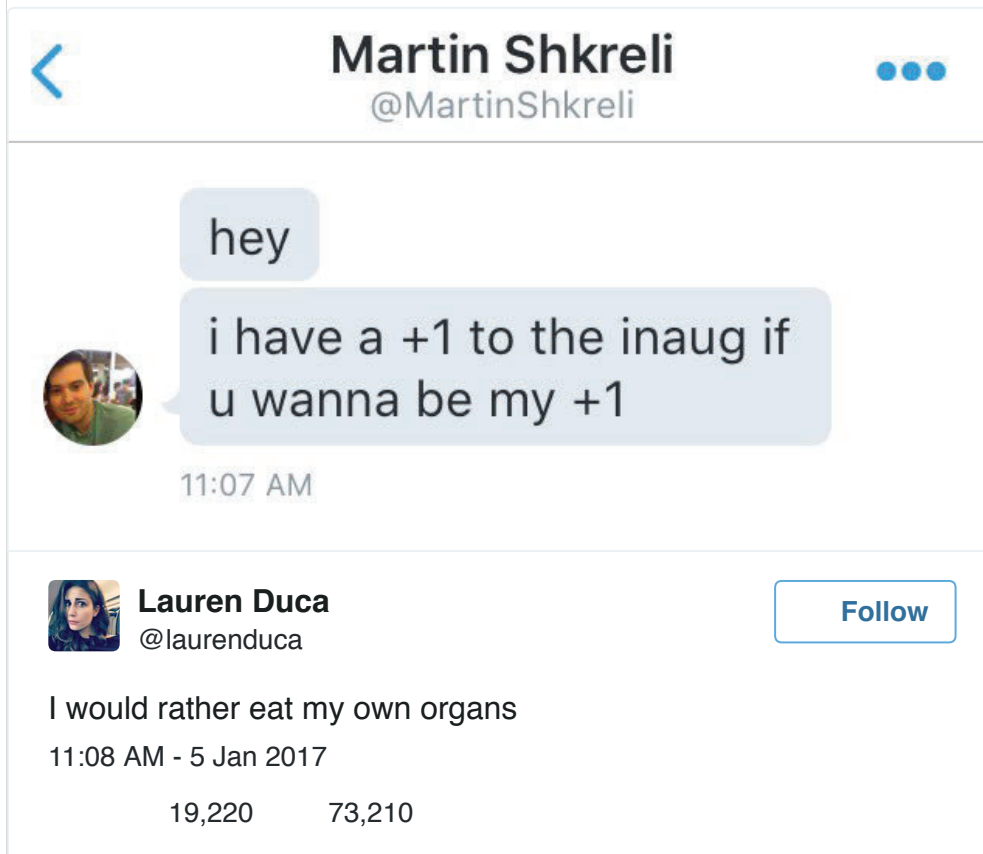 Martin Shkreli
@MartinShkreli
hey
i have a +1 to the inaug if
u wanna be my +1
11:07 AM
Lauren Duca
@laurenduca
Follow
I would rather eat my own organs
11:08 AM - 5 Jan 2017
19,220 73,210